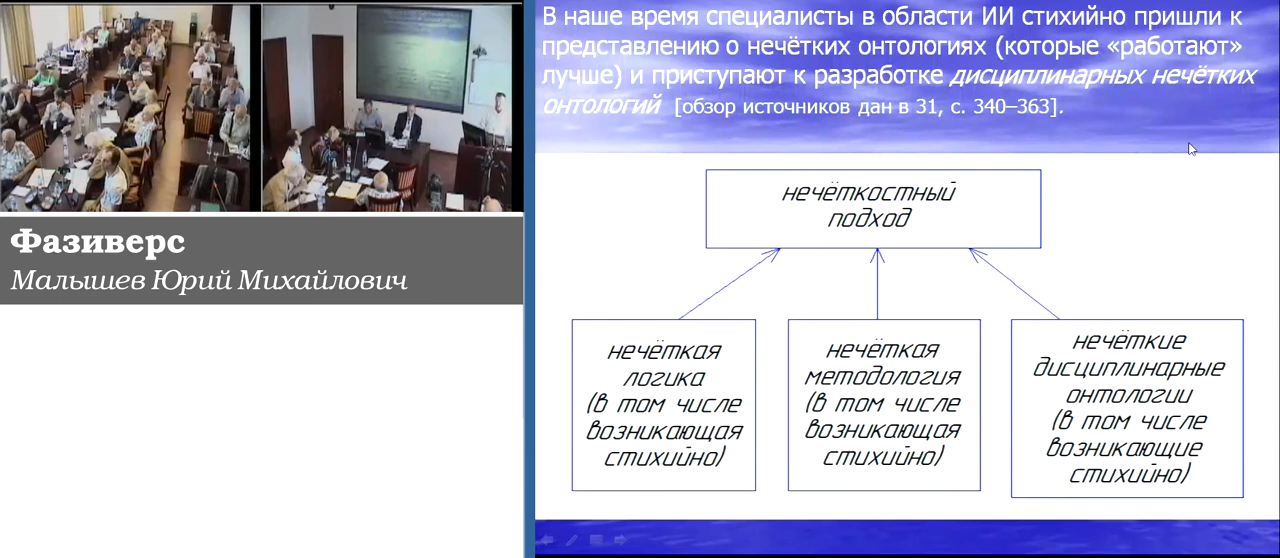 Фазиверс
Малышев Юрий Михайлович
В наше время специалисты в области ИИ стихийно пришли к
представлению о нечётких онтологиях (которые «работают»
лучше) и приступают к разработке дисциплинарных нечётких
онтологий [обзор источников дан в 31, с. 340–363].
нечёткостный
подход
нечёткая
логика
(в том числе
возникающая
стихийно)
нечёткая
методология
(в том числе
возникающая
стихийно)
нечёткие
дисциплинарные
онтологии
(в том числе
возникающие
стихийно)